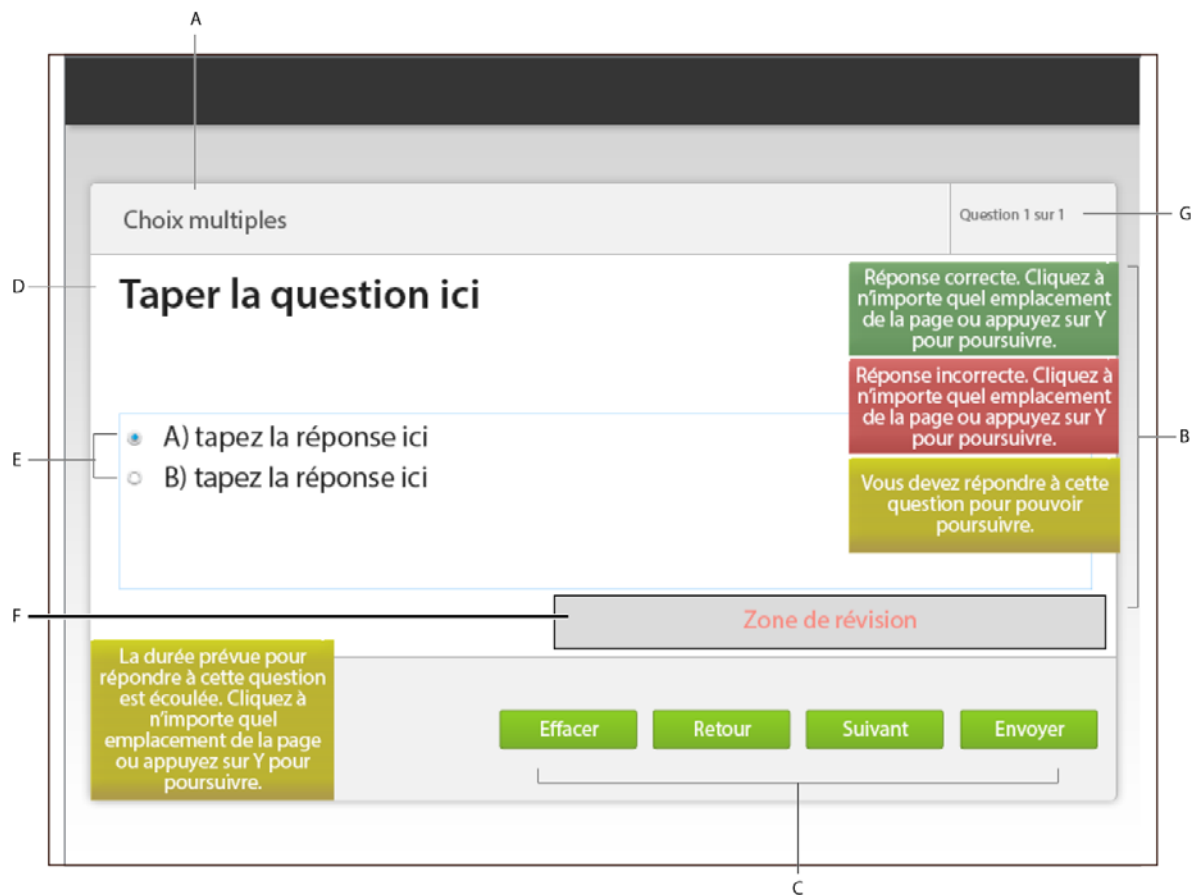 A
Choix multiples
Question 1 sur 1
G
D
Taper la question ici
Réponse correcte. Cliquez à
n'importe quel emplacement
de la page ou appuyez sur Y
pour poursuivre.
Réponse incorrecte. Cliquez à
n'importe quel emplacement
de la page ou appuyez sur Y
pour poursuivre.
B
E
A) tapez la réponse ici
B) tapez la réponse ici
Vous devez répondre à cette
question pour pouvoir
poursuivre.
F
Zone de révision
La durée prévue pour
répondre à cette question
est écoulée. Cliquez à
n'importe quel
emplacement de la page
ou appuyez sur Y pour
poursuivre.
Effacer
Retour
Suivant
Envoyer
C